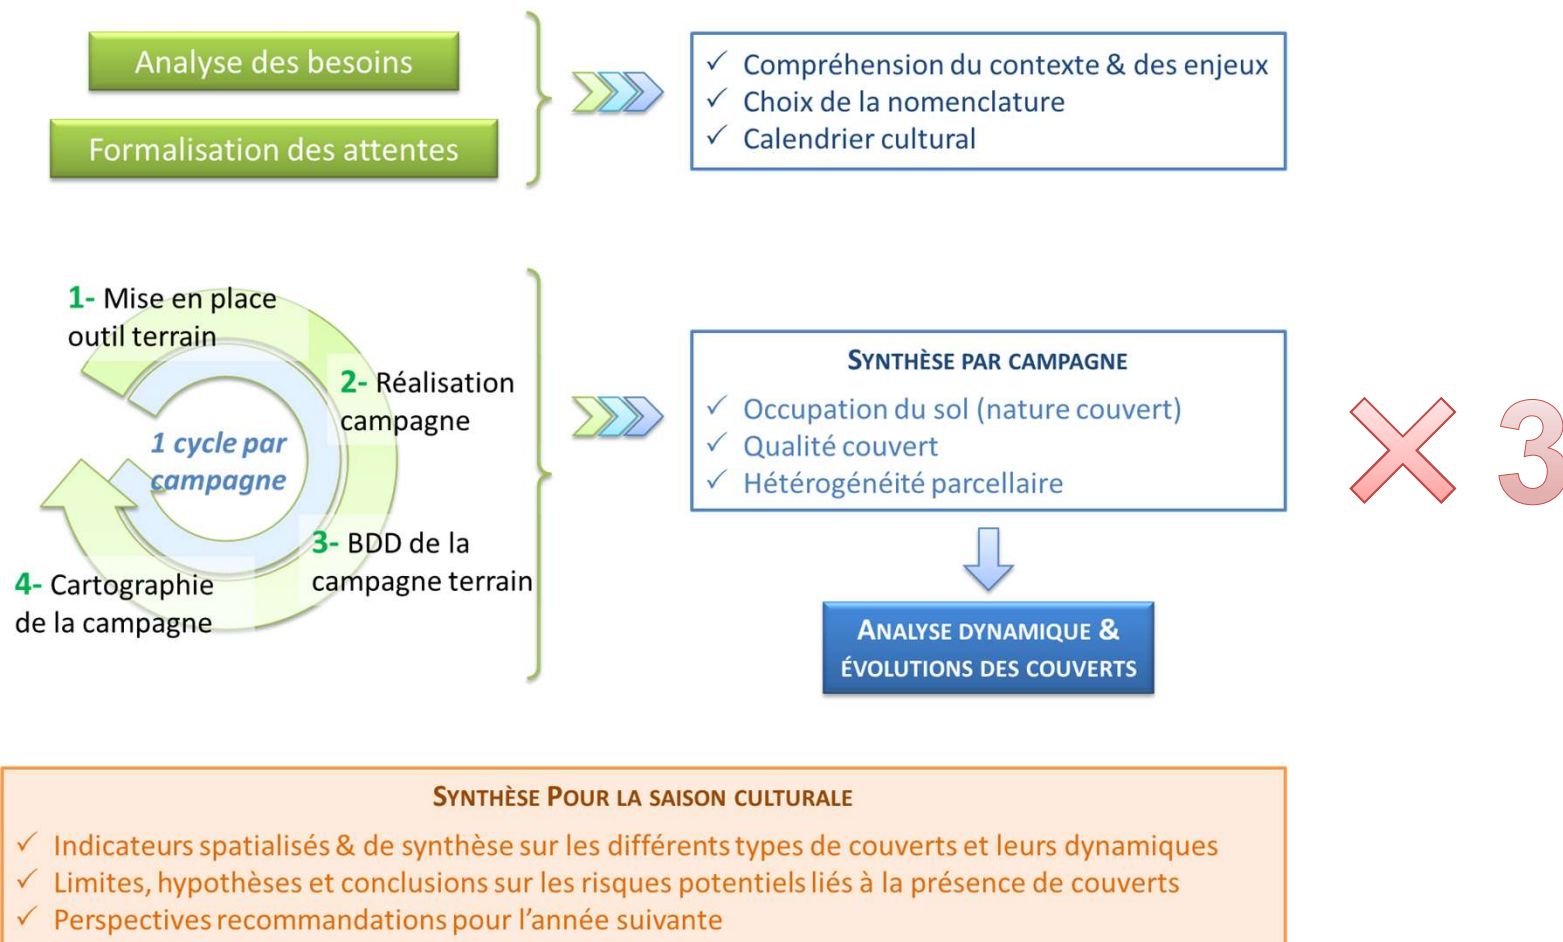 Analyse des besoins
Formalisation des attentes
✓ Compréhension du contexte & des enjeux
✓ Choix de la nomenclature
✓ Calendrier cultural
1- Mise en place
outil terrain
2- Réalisation
campagne
1 cycle par
campagne
3- BDD de la
campagne terrain
4- Cartographie
de la campagne
SYNTHÈSE PAR CAMPAGNE
✓ Occupation du sol (nature couvert)
✓ Qualité couvert
✓ Hétérogénéité parcellaire
× 3
ANALYSE DYNAMIQUE &
ÉVOLUTIONS DES COUVERTS
SYNTHÈSE POUR LA SAISON CULTURALE
✓ Indicateurs spatialisés & de synthèse sur les différents types de couverts et leurs dynamiques
✓ Limites, hypothèses et conclusions sur les risques potentiels liés à la présence de couverts
✓ Perspectives recommandations pour l’année suivante